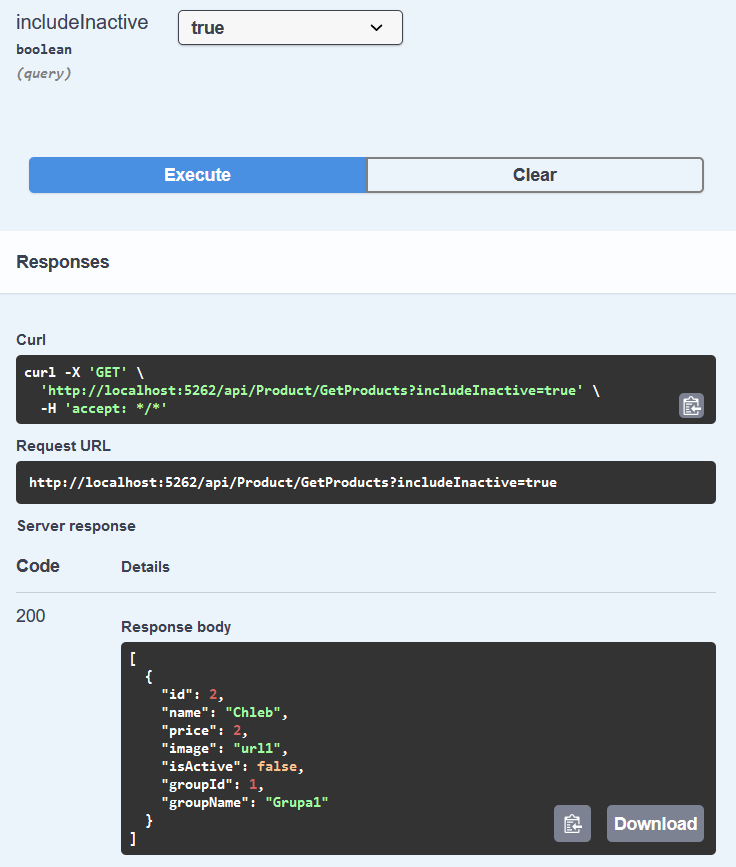 includeInactive
true
boolean
(query)
Execute
Clear
Responses
Curl
curl -X 'GET' \
  'http://localhost:5262/api/Product/GetProducts?includeInactive=true' \
  -H 'accept: */*'
Request URL
http://localhost:5262/api/Product/GetProducts?includeInactive=true
Server response
Code
Details
200
Response body
[
  {
    "id": 2,
    "name": "Chleb",
    "price": 2,
    "image": "url1",
    "isActive": false,
    "groupId": 1,
    "groupName": "Grupa1"
  }
]
Download